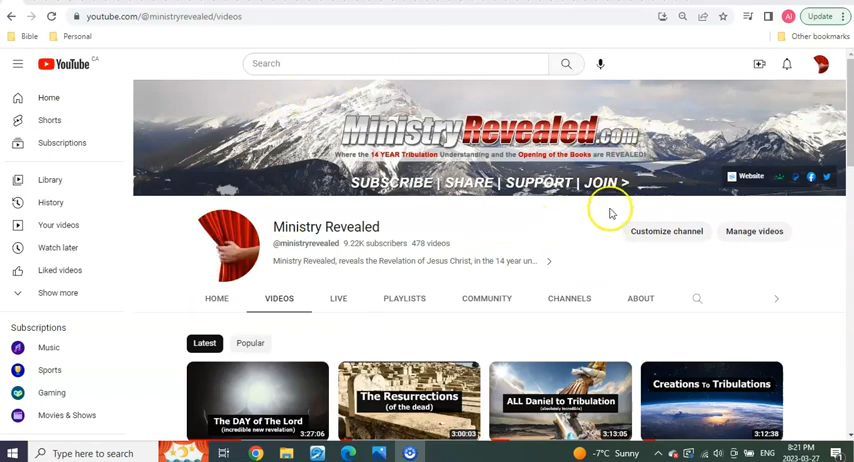 youtube.com/@ministryrevealed/videos
AI
Update
Bible
Personal
Other bookmarks
YouTube CA
Search
Home
Shorts
Subscriptions
Library
History
Your videos
Watch later
Liked videos
Show more
Subscriptions
Music
Sports
Gaming
Movies & Shows
MinistryRevealed.com
Where the 14 YEAR Tribulation Understanding and the Opening of the Books are REVEALED!
SUBSCRIBE | SHARE | SUPPORT | JOIN >
Website
Ministry Revealed
@ministryrevealed 9.22K subscribers 478 videos
Ministry Revealed, reveals the Revelation of Jesus Christ, in the 14 year un...
Customize channel
Manage videos
HOME
VIDEOS
LIVE
PLAYLISTS
COMMUNITY
CHANNELS
ABOUT
Latest
Popular
The DAY of The Lord
(incredible new revelation)
3:27:06
The Resurrections
(of the dead)
3:00:03
ALL Daniel to Tribulation
(absolutely incredible)
3:13:05
Creations To Tribulations
3:12:38
Type here to search
-7°C Sunny
ENG
8:21 PM
2023-03-27